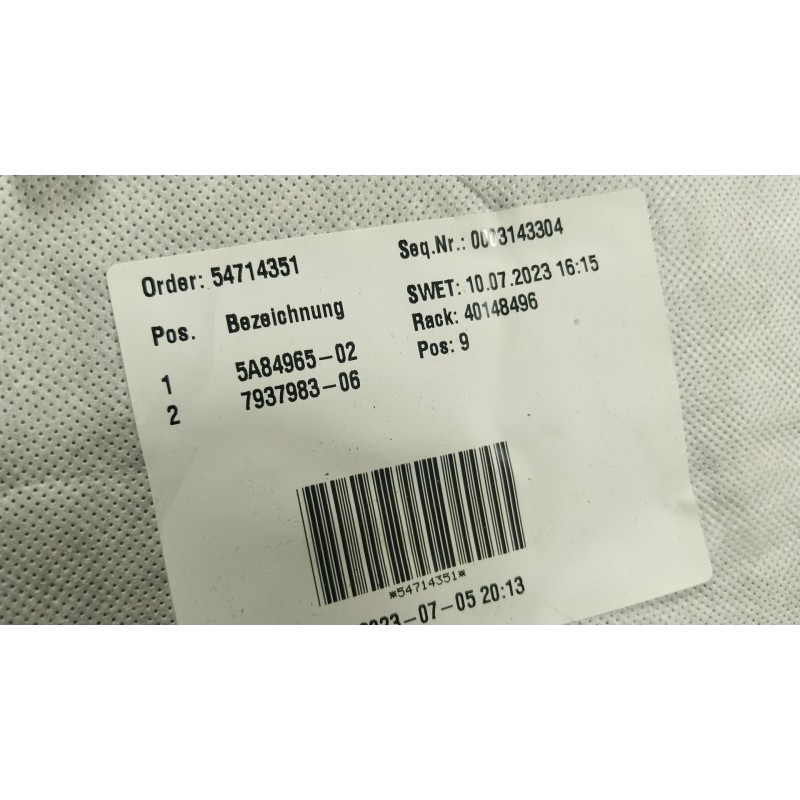 Order: 54714351
Seq.Nr.: 0003143304
Pos. Bezeichnung
SWET: 10.07.2023 16:15
Rack: 40148496
Pos: 9
1 5A84965-02
2 7937983-06
*54714351*
2023-07-05 20:13